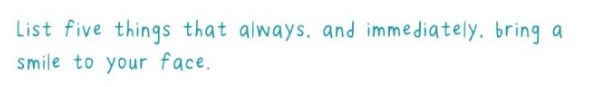 List five things that always, and immediately, bring a
smile to your face.